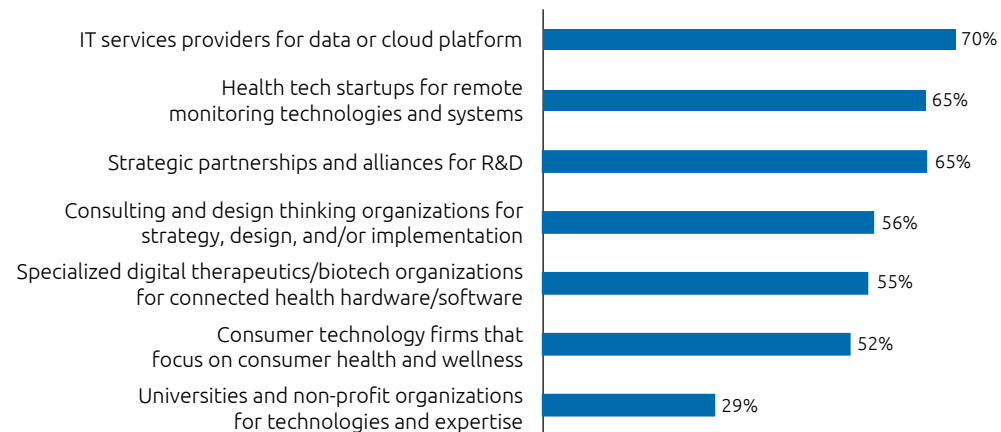 IT services providers for data or cloud platform
70%
Health tech startups for remote
monitoring technologies and systems
65%
Strategic partnerships and alliances for R&D
65%
Consulting and design thinking organizations for
strategy, design, and/or implementation
56%
Specialized digital therapeutics/biotech organizations
for connected health hardware/software
55%
Consumer technology firms that
focus on consumer health and wellness
52%
Universities and non-profit organizations
for technologies and expertise
29%